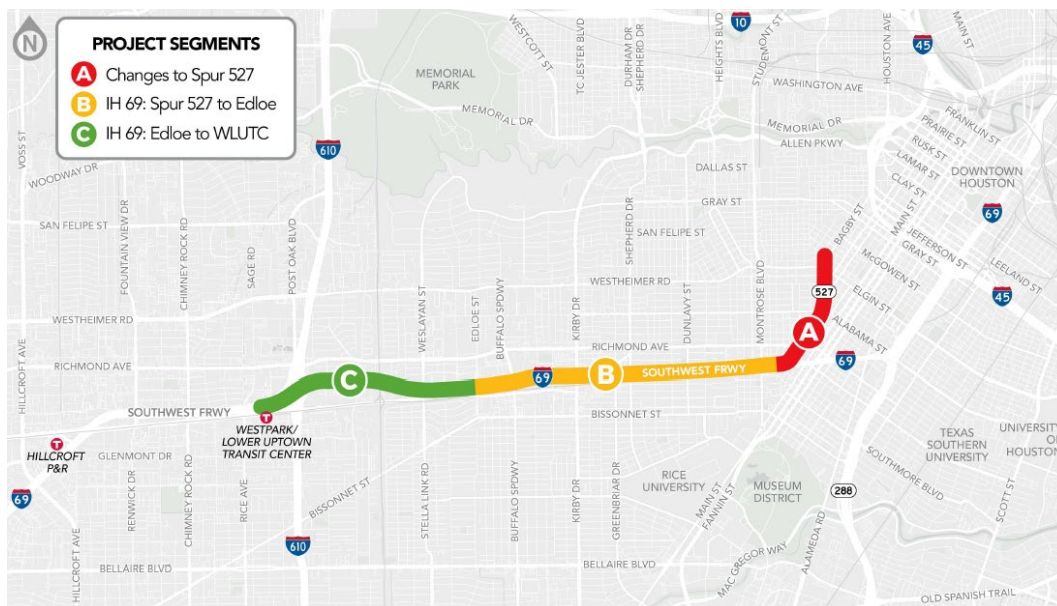 N
PROJECT SEGMENTS
A Changes to Spur 527
B IH 69: Spur 527 to Edloe
C IH 69: Edloe to WLUTC
10
45
MAIN ST
HOUSTON AVE
STUDEMONT ST
HEIGHTS BLVD
DURHAM DR
SHEPHERD DR
TC JESTER BLVD
WESTCOTT ST
WASHINGTON AVE
MEMORIAL
PARK
MEMORIAL DR
MEMORIAL DR
ALLEN PKWY
FRANKLIN ST
PRAIRIE ST
RUSK ST
LAMAR ST
CLAY ST
MAIN ST
DOWNTOWN
HOUSTON
69
VOSS ST
610
WOODWAY DR
DALLAS ST
GRAY ST
BAGBY ST
JEFFERSON ST
GRAY ST
LEELAND ST
McGOWEN ST
45
SAN FELIPE ST
FOUNTAIN VIEW DR
CHIMNEY ROCK RD
SAGE RD
POST OAK BLVD
SHEPHERD DR
SAN FELIPE ST
WESTHEIMER RD
MONTROSE BLVD
527
ELGIN ST
ALABAMA ST
WESTHEIMER RD
WESLAYAN ST
EDLOE ST
BUFFALO SPDWY
KIRBY DR
DUNLAVY ST
A
HILLCROFT AVE
RICHMOND AVE
RICHMOND AVE
69
C
69
B
SOUTHWEST FRWY
SOUTHWEST FRWY
T
WESTPARK/
LOWER UPTOWN
TRANSIT CENTER
BISSONNET ST
T
HILLCROFT
P&R
GLENMONT DR
RENWICK DR
CHIMNEY ROCK RD
RICE AVE
BISSONNET ST
STELLA LINK RD
BUFFALO SPDWY
KIRBY DR
GREENBRIAR DR
RICE
UNIVERSITY
MAIN ST
FANNIN ST
MUSEUM
DISTRICT
TEXAS
SOUTHERN
UNIVERSITY
UNIVERSITY
OF
HOUSTON
SOUTHMORE BLVD
SCOTT ST
288
69
HILLCROFT AVE
610
BELLAIRE BLVD
BELLAIRE BLVD
MAC GREGOR WAY
ALAMEDA RD
OLD SPANISH TRAIL